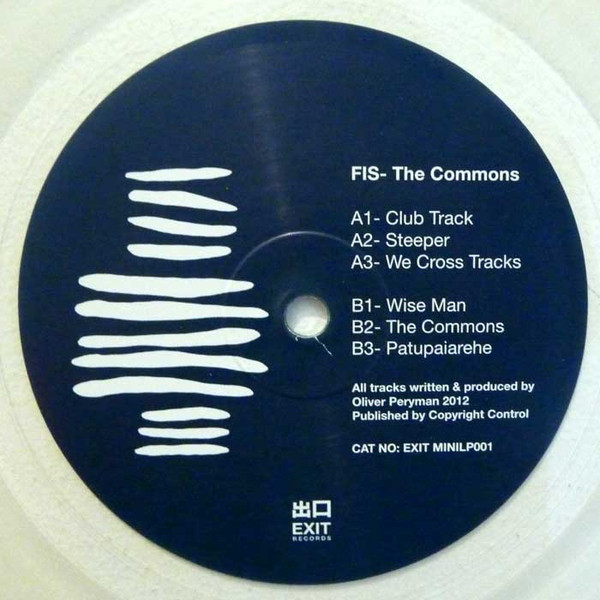 FIS- The Commons
A1- Club Track
A2- Steeper
A3- We Cross Tracks
B1- Wise Man
B2- The Commons
B3- Patupaiarehe
All tracks written & produced by
Oliver Peryman 2012
Published by Copyright Control
CAT NO: EXIT MINILP001
出口
EXIT
RECORDS